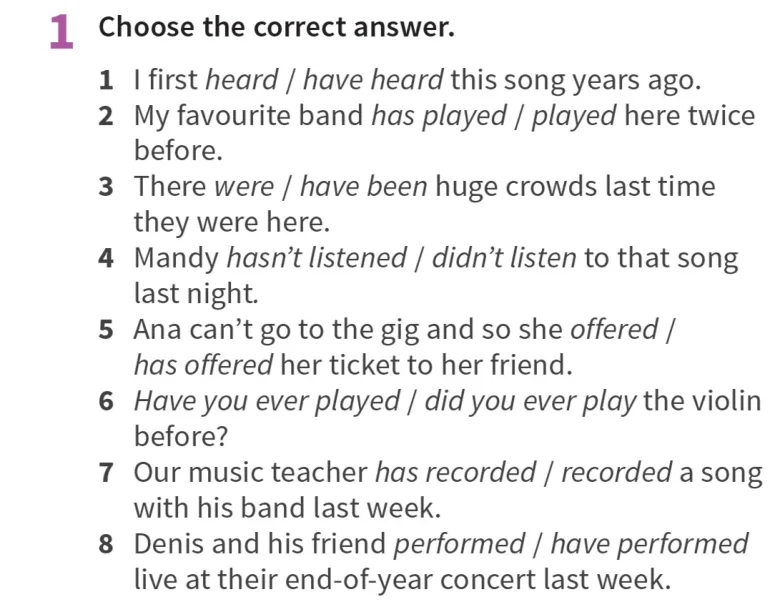 1 Choose the correct answer.
1 I first heard / have heard this song years ago.
2 My favourite band has played / played here twice
before.
3 There were / have been huge crowds last time
they were here.
4 Mandy hasn’t listened / didn’t listen to that song
last night.
5 Ana can’t go to the gig and so she offered /
has offered her ticket to her friend.
6 Have you ever played / did you ever play the violin
before?
7 Our music teacher has recorded / recorded a song
with his band last week.
8 Denis and his friend performed / have performed
live at their end-of-year concert last week.